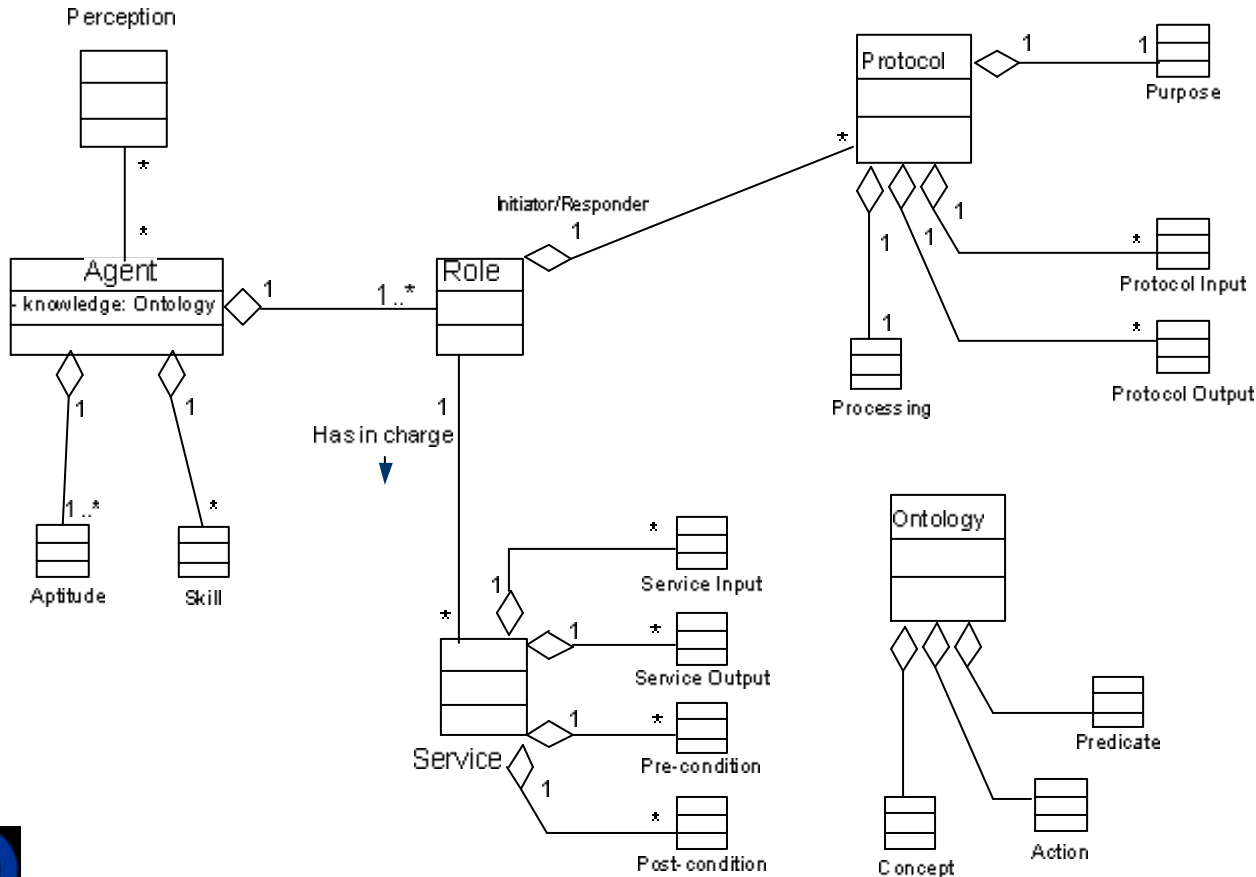 Perception
*
*
Agent
- knowledge: Ontology
1
1..*
Role
Initiator/Responder
1
*
Protocol
1
1
Purpose
1
1
1
*
Protocol Input
*
Protocol Output
1
Processing
1
1
1..*
*
Aptitude
Skill
1
Has in charge
*
Service
1
*
Service Input
1
*
Service Output
1
*
Pre-condition
1
*
Post-condition
Ontology
Predicate
Action
Concept